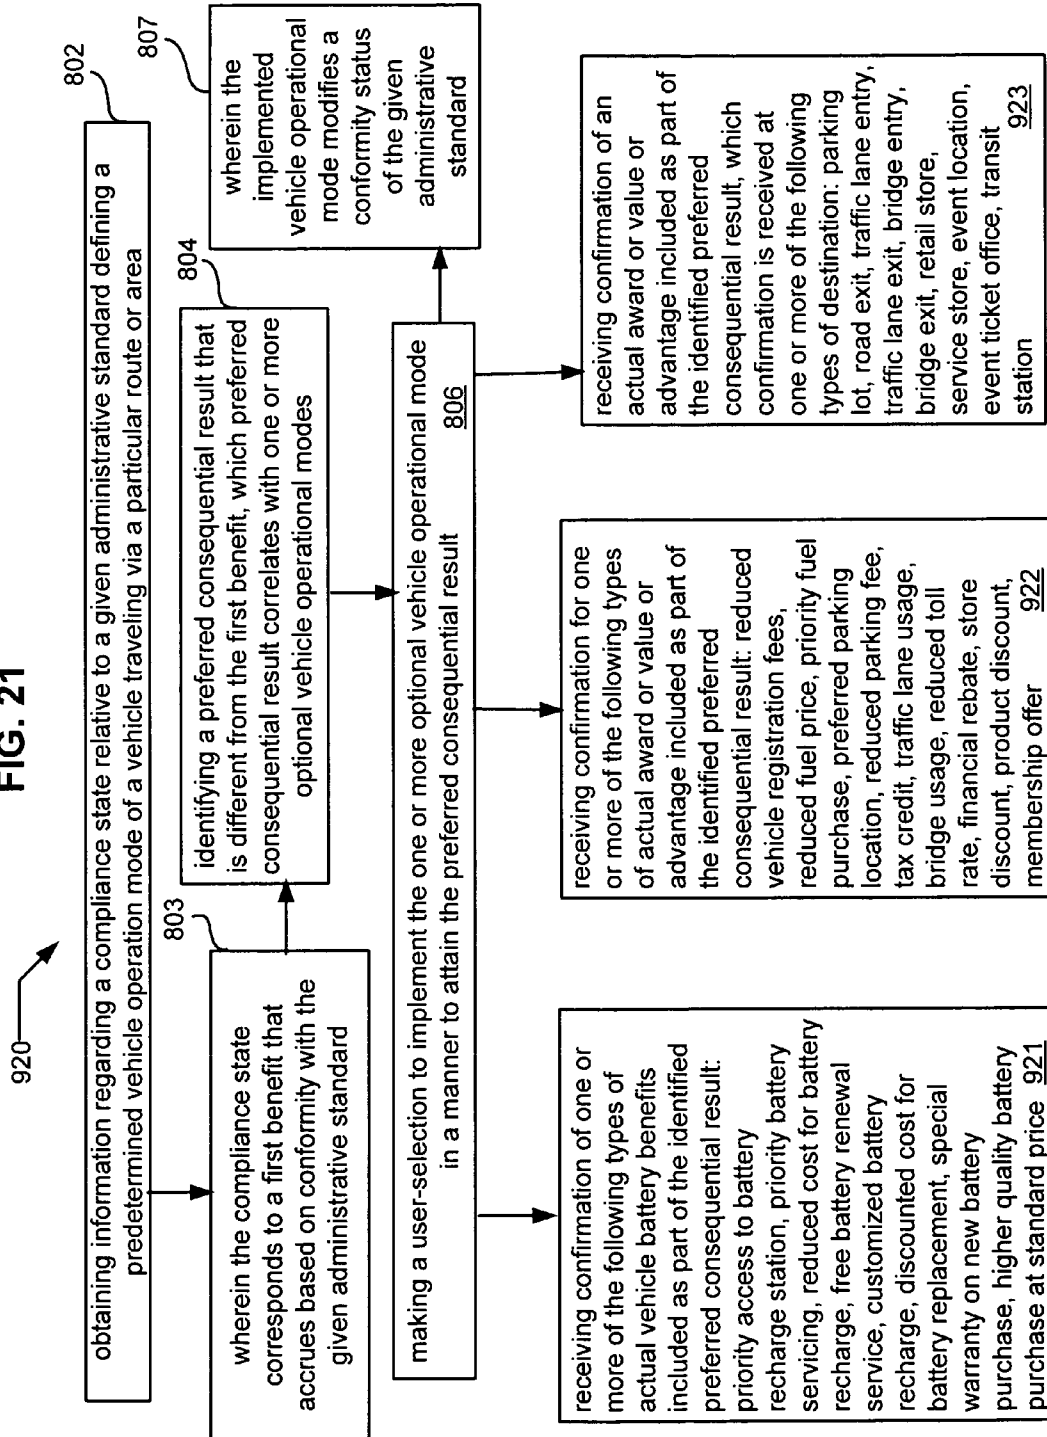 FIG. 21
920
802
obtaining information regarding a compliance state relative to a given administrative standard defining a
predetermined vehicle operation mode of a vehicle traveling via a particular route or area
803
wherein the compliance state
corresponds to a first benefit that
accrues based on conformity with the
given administrative standard
804
identifying a preferred consequential result that
is different from the first benefit, which preferred
consequential result correlates with one or more
optional vehicle operational modes
807
wherein the
implemented
vehicle operational
mode modifies a
conformity status
of the given
administrative
standard
making a user-selection to implement the one or more optional vehicle operational mode
in a manner to attain the preferred consequential result 806
receiving confirmation of one or
more of the following types of
actual vehicle battery benefits
included as part of the identified
preferred consequential result:
priority access to battery
recharge station, priority battery
servicing, reduced cost for battery
recharge, free battery renewal
service, customized battery
recharge, discounted cost for
battery replacement, special
warranty on new battery
purchase, higher quality battery
purchase at standard price 921
receiving confirmation for one
or more of the following types
of actual award or value or
advantage included as part of
the identified preferred
consequential result: reduced
vehicle registration fees,
reduced fuel price, priority fuel
purchase, preferred parking
location, reduced parking fee,
tax credit, traffic lane usage,
bridge usage, reduced toll
rate, financial rebate, store
discount, product discount,
membership offer 922
receiving confirmation of an
actual award or value or
advantage included as part of
the identified preferred
consequential result, which
confirmation is received at
one or more of the following
types of destination: parking
lot, road exit, traffic lane entry,
traffic lane exit, bridge entry,
bridge exit, retail store,
service store, event location,
event ticket office, transit
station 923